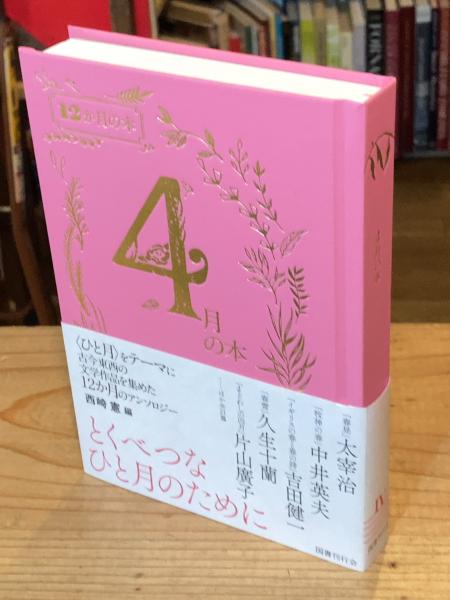 12か月の本
4
月
の本
〈ひと月〉をテーマに
古今東西の
文学作品を集めた
12か月のアンソロジー
西崎 憲 編
とくべつな
ひと月のために
太宰治
中井英夫
吉田健一
「春雪」久生十蘭
片山廣子
IV
国書刊行会